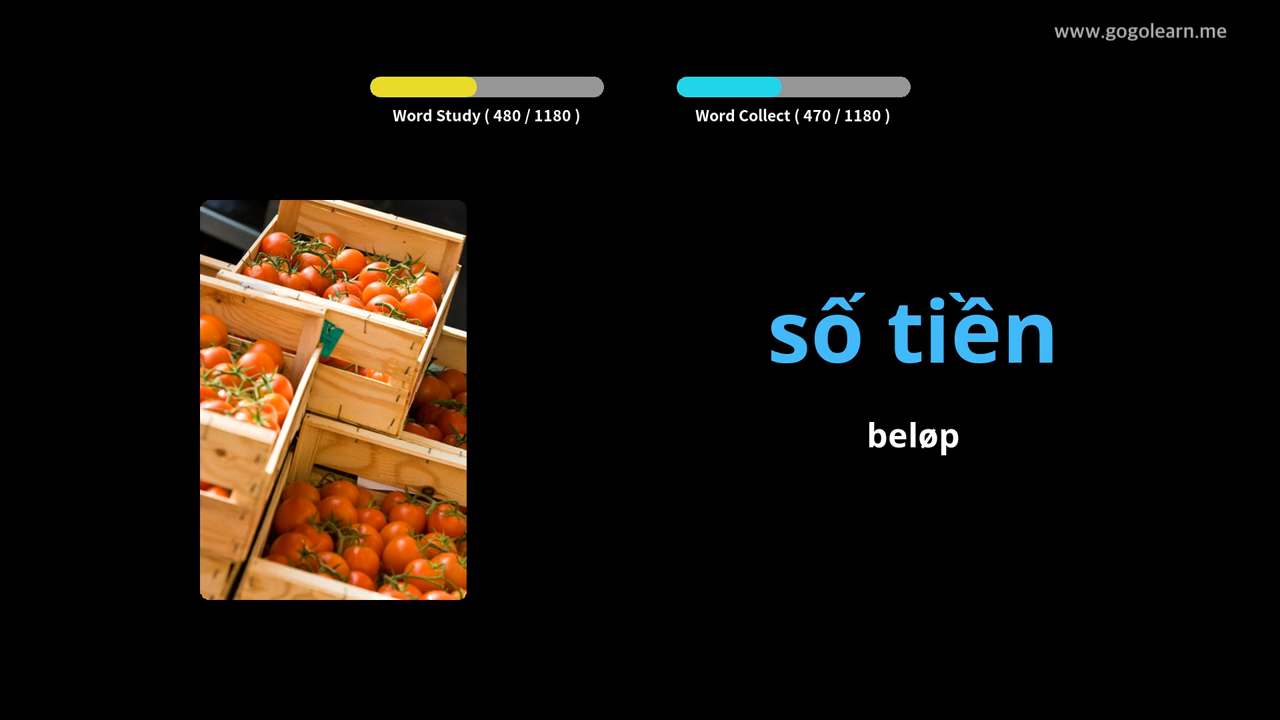 www.gogolearn.me
Word Study ( 480 / 1180 )
Word Collect ( 470 / 1180 )
số tiền
beløp